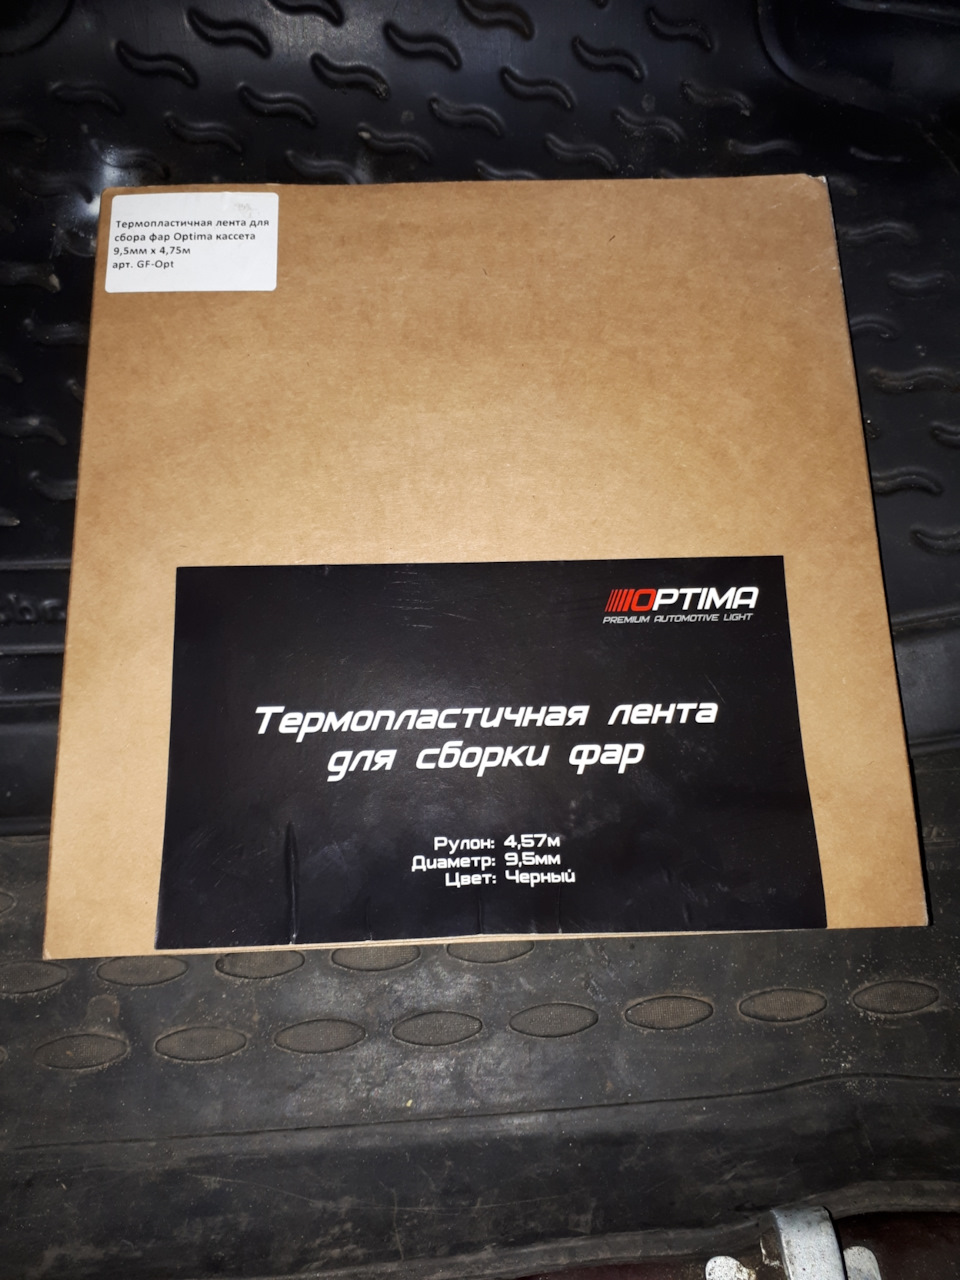 Термопластичная лента для
сбора фар Optima кассета
9,5мм х 4,75м
арт. GF-Opt
OPTIMA
PREMIUM AUTOMOTIVE LIGHT
Термопластичная лента
для сборки фар
Рулон: 4,57м
Диаметр: 9,5мм
Цвет: Черный